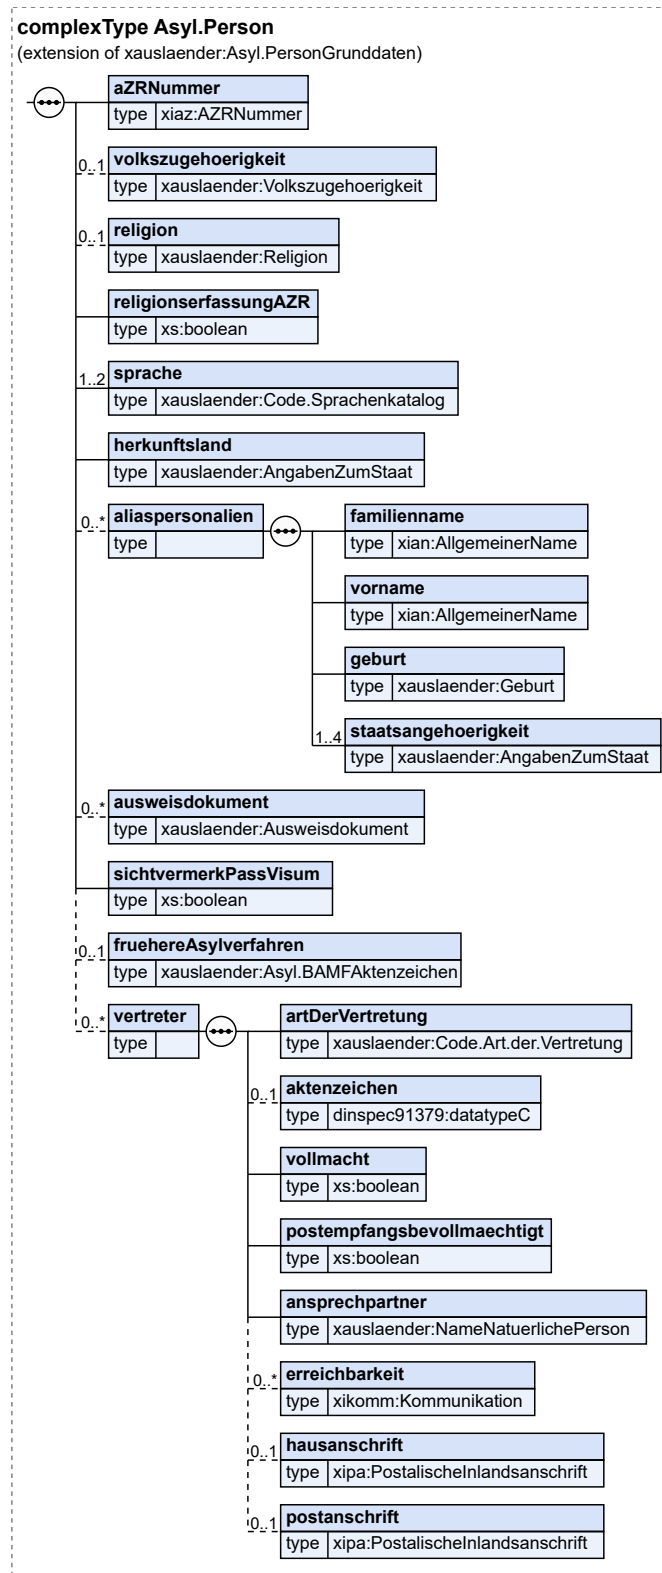 complexType Asyl.Person
(extension of xauslaender:Asyl.PersonGrunddaten)
aZRNummer
type xiaz:AZRNummer
0..1 volkszugehoerigkeit
type xauslaender:Volkszugehoerigkeit
0..1 religion
type xauslaender:Religion
religionserfassungAZR
type xs:boolean
1..2 sprache
type xauslaender:Code.Sprachenkatalog
herkunftsland
type xauslaender:AngabenZumStaat
0..* aliaspersonalien
type
familienname
type xian:AllgemeinerName
vorname
type xian:AllgemeinerName
geburt
type xauslaender:Geburt
1..4 staatsangehoerigkeit
type xauslaender:AngabenZumStaat
0..* ausweisdokument
type xauslaender:Ausweisdokument
sichtvermerkPassVisum
type xs:boolean
0..1 fruehereAsylverfahren
type xauslaender:Asyl.BAMFAktenzeichen
0..* vertreter
type
artDerVertretung
type xauslaender:Code.Art.der.Vertretung
0..1 aktenzeichen
type dinspec91379:datatypeC
vollmacht
type xs:boolean
postempfangsbevollmaechtigt
type xs:boolean
ansprechpartner
type xauslaender:NameNatuerlichePerson
0..* erreichbarkeit
type xikomm:Kommunikation
0..1 hausanschrift
type xipa:PostalischeInlandsanschrift
0..1 postanschrift
type xipa:PostalischeInlandsanschrift